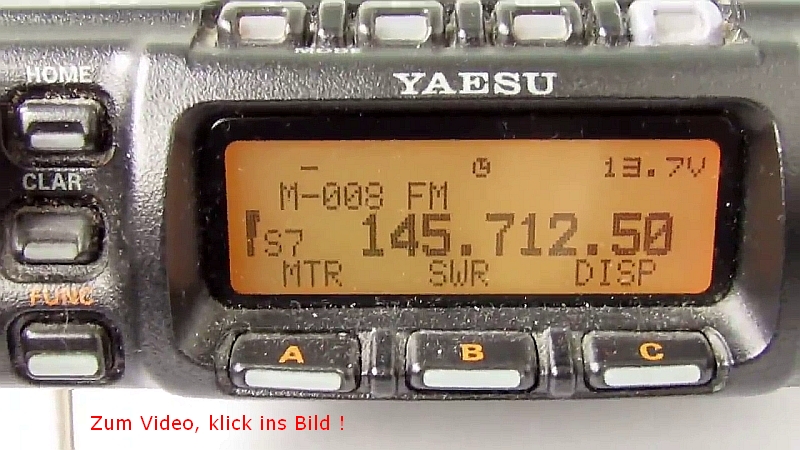 HOME
YAESU
CLAR
FUNC
13.7V
M-008 FM
S7 145.712.50
MTR SWR DISP
A B C
Zum Video, klick ins Bild !